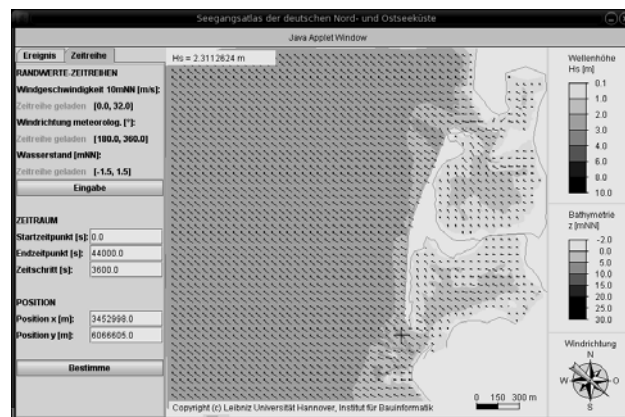 Seegangsatlas der deutschen Nord- und Ostseeküste
Java Applet Window
Ereignis Zeitreihe
RANDWERTE-ZEITREIHEN
Windgeschwindigkeit 10mNN [m/s]:
Zeitreihe geladen [0.0, 32.0]
Windrichtung meteorolog. [°]:
Zeitreihe geladen [180.0, 360.0]
Wasserstand [mNN]:
Zeitreihe geladen [-1.5, 1.5]
Eingabe
ZEITRAUM
Startzeitpunkt [s]: 0.0
Endzeitpunkt [s]: 44000.0
Zeitschritt [s]: 3600.0
POSITION
Position x [m]: 3452998.0
Position y [m]: 6066605.0
Bestimme
Hs = 2.3112624 m
Copyright (c) Leibniz Universität Hannover, Institut für Bauinformatik
0 150 300 m
Wellenhöhe
Hs [m]
0.1
1.0
2.0
3.0
4.0
6.0
8.0
10.0
Bathymetrie
z [mNN]
-2.0
0.0
5.0
10.0
15.0
20.0
25.0
30.0
Windrichtung
N
W O
S